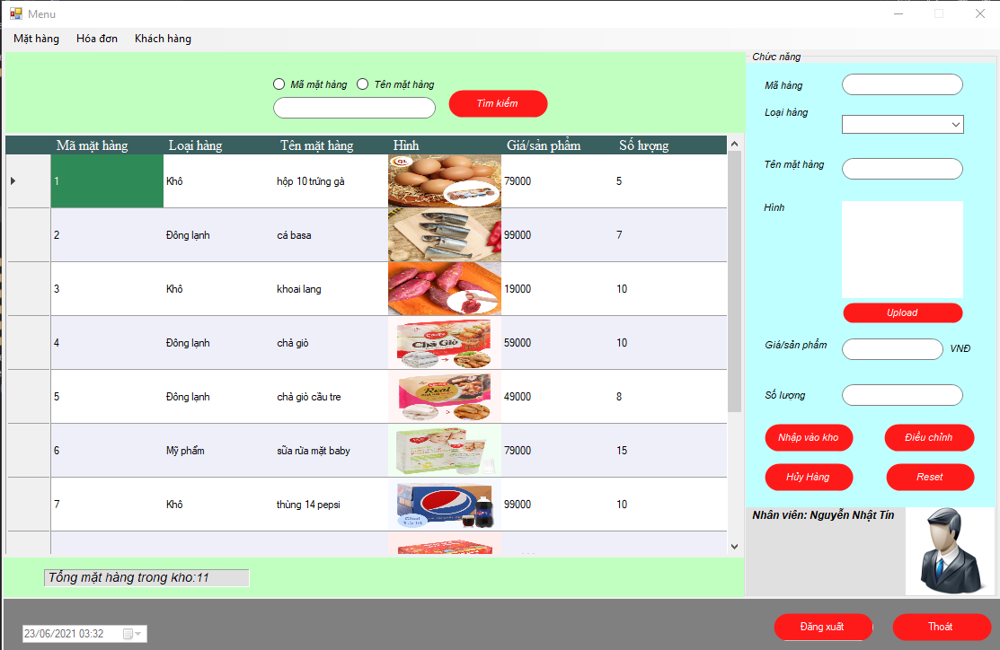 Menu
Mặt hàng Hóa đơn Khách hàng
Mã mặt hàng Tên mặt hàng
Tìm kiếm
Mã mặt hàng Loại hàng Tên mặt hàng Hình Giá/sản phẩm Số lượng
1 Khô hộp 10 trứng gà 79000 5
2 Đông lạnh cá basa 99000 7
3 Khô khoai lang 19000 10
4 Đông lạnh chả giò Chả Giò 59000 10
5 Đông lạnh chả giò cầu tre Real 49000 8
6 Mỹ phẩm sữa rửa mặt baby 79000 15
7 Khô thùng 14 pepsi 99000 10
Tổng mặt hàng trong kho:11
23/06/2021 03:32
Chức năng
Mã hàng
Loại hàng
Tên mặt hàng
Hình
Upload
Giá/sản phẩm VNĐ
Số lượng
Nhập vào kho Điều chỉnh
Hủy Hàng Reset
Nhân viên: Nguyễn Nhật Tín
Đăng xuất Thoát